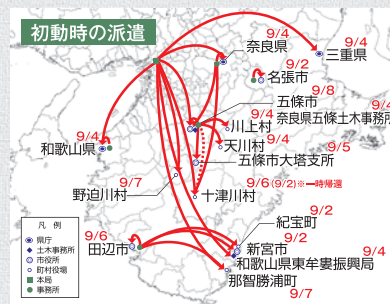 初動時の派遣
9/4
奈良県
9/4
三重県
9/2
名張市
9/8
五條市
9/4
奈良県五條土木事務所
9/4
川上村
9/4
天川村
9/5
五條市大塔支所
9/4
和歌山県
9/7
野迫川村
9/6 (9/2)※一時帰還
十津川村
9/2
紀宝町
9/2
新宮市
9/6
田辺市
9/4
和歌山県東牟婁振興局
那智勝浦町
9/7
凡 例
県庁
土木事務所
市役所
町村役場
本局
事務所